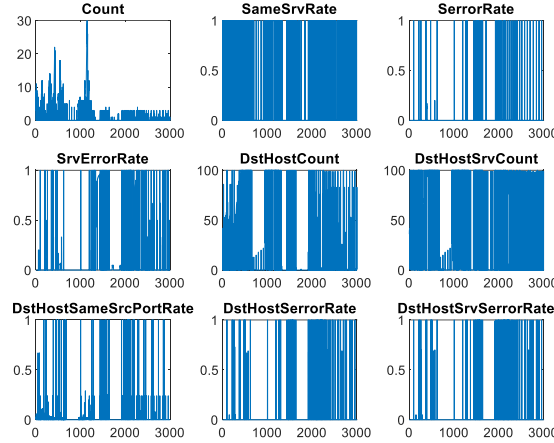 Count
SameSrvRate
SerrorRate
30
20
10
0
0 1000 2000 3000
1
0.5
0
0 1000 2000 3000
1
0.5
0
0 1000 2000 3000
SrvErrorRate
DstHostCount
DstHostSrvCount
1
0.5
0
0 1000 2000 3000
100
50
0
0 1000 2000 3000
100
50
0
0 1000 2000 3000
DstHostSameSrcPortRate
DstHostSerrorRate
DstHostSrvSerrorRate
1
0.5
0
0 1000 2000 3000
1
0.5
0
0 1000 2000 3000
1
0.5
0
0 1000 2000 3000